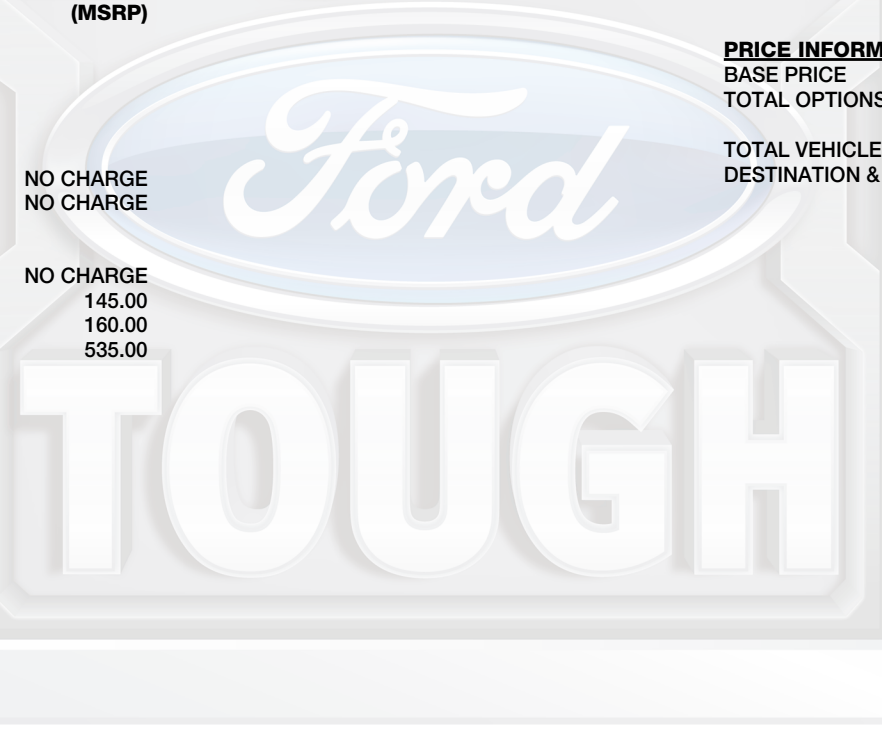 (MSRP)
NO CHARGE
NO CHARGE
NO CHARGE
145.00
160.00
535.00
PRICE INFORM
BASE PRICE
TOTAL OPTIONS
TOTAL VEHICLE
DESTINATION &
Ford
TOUGH